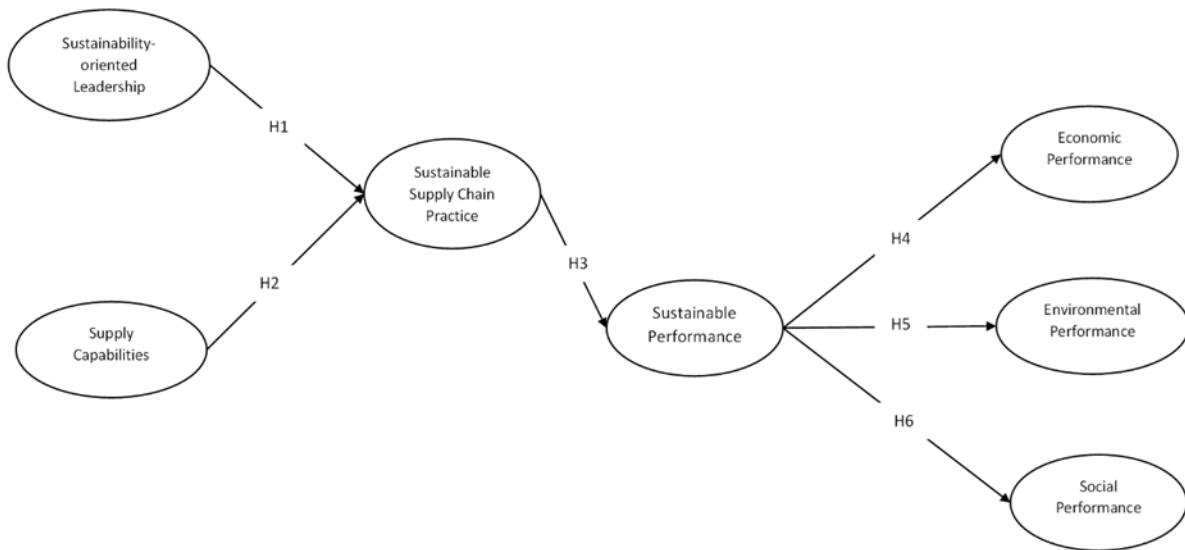 Sustainability-
oriented
Leadership
H1
Sustainable
Supply Chain
Practice
H2
Supply
Capabilities
H3
Sustainable
Performance
H4
Economic
Performance
H5
Environmental
Performance
H6
Social
Performance